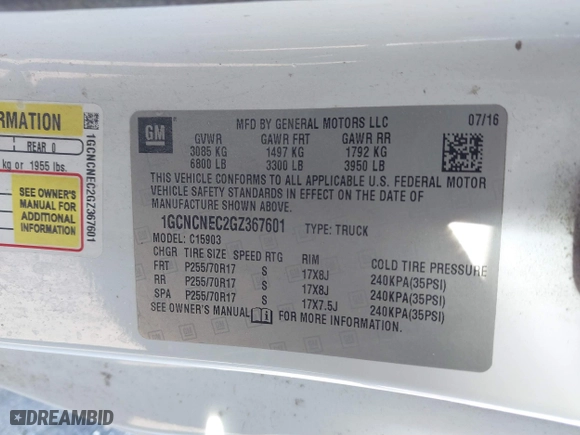 RMATION
REAR 0
kg or 1955 lbs.
SEE OWNER'S
MANUAL FOR
ADDITIONAL
INFORMATION
1GCNCNEC2GZ367601
GM
MFD BY GENERAL MOTORS LLC
07/16
GVWR GAWR FRT GAWR RR
3085 KG 1497 KG 1792 KG
6800 LB 3300 LB 3950 LB
THIS VEHICLE CONFORMS TO ALL APPLICABLE U.S. FEDERAL MOTOR
VEHICLE SAFETY STANDARDS IN EFFECT ON THE DATE OF
MANUFACTURE SHOWN ABOVE.
1GCNCNEC2GZ367601 TYPE: TRUCK
MODEL: C15903
CHGR TIRE SIZE SPEED RTG RIM COLD TIRE PRESSURE
FRT P255/70R17 S 17X8J 240KPA(35PSI)
RR P255/70R17 S 17X8J 240KPA(35PSI)
SPA P255/70R17 S 17X7.5J 240KPA(35PSI)
SEE OWNER'S MANUAL FOR MORE INFORMATION.
DREAMBID